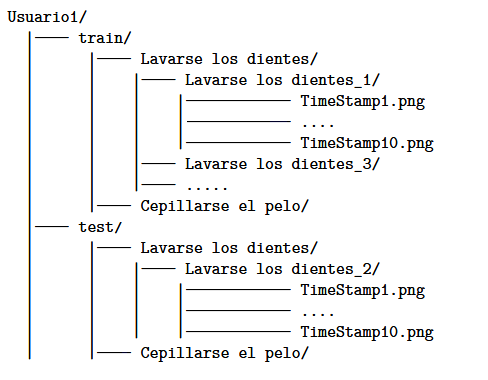 Usuario1/
train/
Lavarse los dientes/
Lavarse los dientes_1/
TimeStamp1.png
....
TimeStamp10.png
Lavarse los dientes_3/
.....
Cepillarse el pelo/
test/
Lavarse los dientes/
Lavarse los dientes_2/
TimeStamp1.png
....
TimeStamp10.png
Cepillarse el pelo/